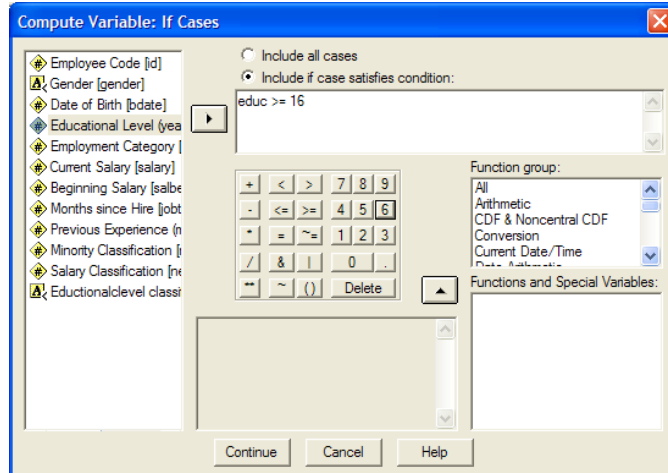 Compute Variable: If Cases
Employee Code [id]
Gender [gender]
Date of Birth [bdate]
Educational Level (yea
Employment Category [
Current Salary [salary]
Beginning Salary [salbe
Months since Hire [jobt
Previous Experience (m
Minority Classification [
Salary Classification [ne
Eductionalclevel classif
Include all cases
Include if case satisfies condition:
educ >= 16
+ < > 7 8 9
- <= >= 4 5 6
* = ~= 1 2 3
/ & | 0 .
** ~ () Delete
Function group:
All
Arithmetic
CDF & Noncentral CDF
Conversion
Current Date/Time
Date Arithmetic
Functions and Special Variables:
Continue Cancel Help